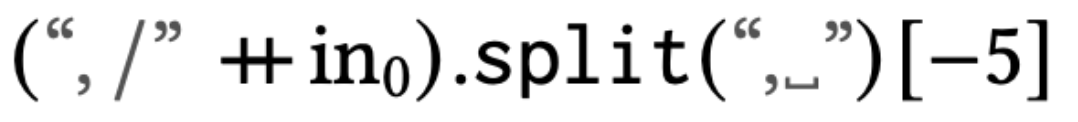 (“,/” ⧺ in₀).split(“,␣”)[−5]